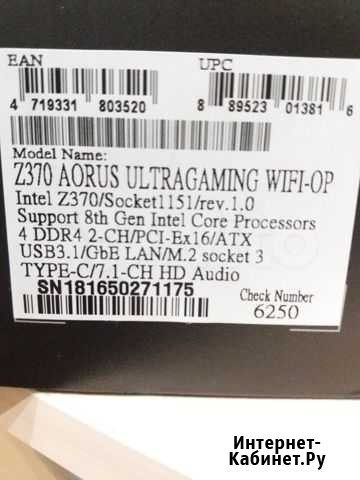 EAN
UPC
4 719331 803520
8 89523 01381 6
Model Name:
Z370 AORUS ULTRAGAMING WIFI-OP
Intel Z370/Socket1151/rev.1.0
Support 8th Gen Intel Core Processors
4 DDR4 2-CH/PCI-Ex16/ATX
USB3.1/GbE LAN/M.2 socket 3
TYPE-C/7.1-CH HD Audio
SN181650271175
Check Number
6250
Интернет-
Кабинет.Ру